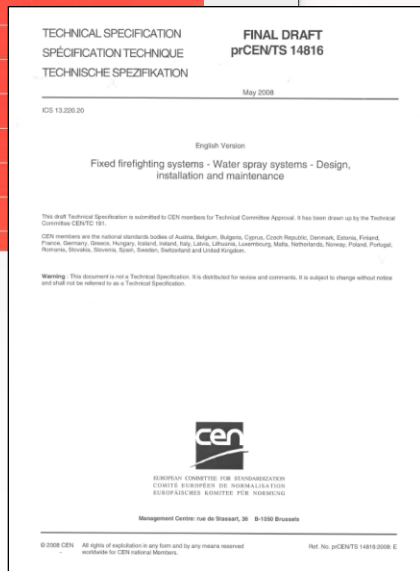 TECHNICAL SPECIFICATION
SPÉCIFICATION TECHNIQUE
TECHNISCHE SPEZIFIKATION
FINAL DRAFT
prCEN/TS 14816
May 2008
ICS 13.220.20
English Version
Fixed firefighting systems - Water spray systems - Design,
installation and maintenance
This draft Technical Specification is submitted to CEN members for Technical Committee Approval. It has been drawn up by the Technical
Committee CEN/TC 191.
CEN members are the national standards bodies of Austria, Belgium, Bulgaria, Cyprus, Czech Republic, Denmark, Estonia, Finland,
France, Germany, Greece, Hungary, Iceland, Ireland, Italy, Latvia, Lithuania, Luxembourg, Malta, Netherlands, Norway, Poland, Portugal,
Romania, Slovakia, Slovenia, Spain, Sweden, Switzerland and United Kingdom.
Warning : This document is not a Technical Specification. It is distributed for review and comments. It is subject to change without notice
and shall not be referred to as a Technical Specification.
cen
EUROPEAN COMMITTEE FOR STANDARDIZATION
COMITÉ EUROPÉEN DE NORMALISATION
EUROPÄISCHES KOMITEE FÜR NORMUNG
Management Centre: rue de Stassart, 36 B-1050 Brussels
© 2008 CEN All rights of exploitation in any form and by any means reserved
worldwide for CEN national Members.
Ref. No. prCEN/TS 14816:2008: E